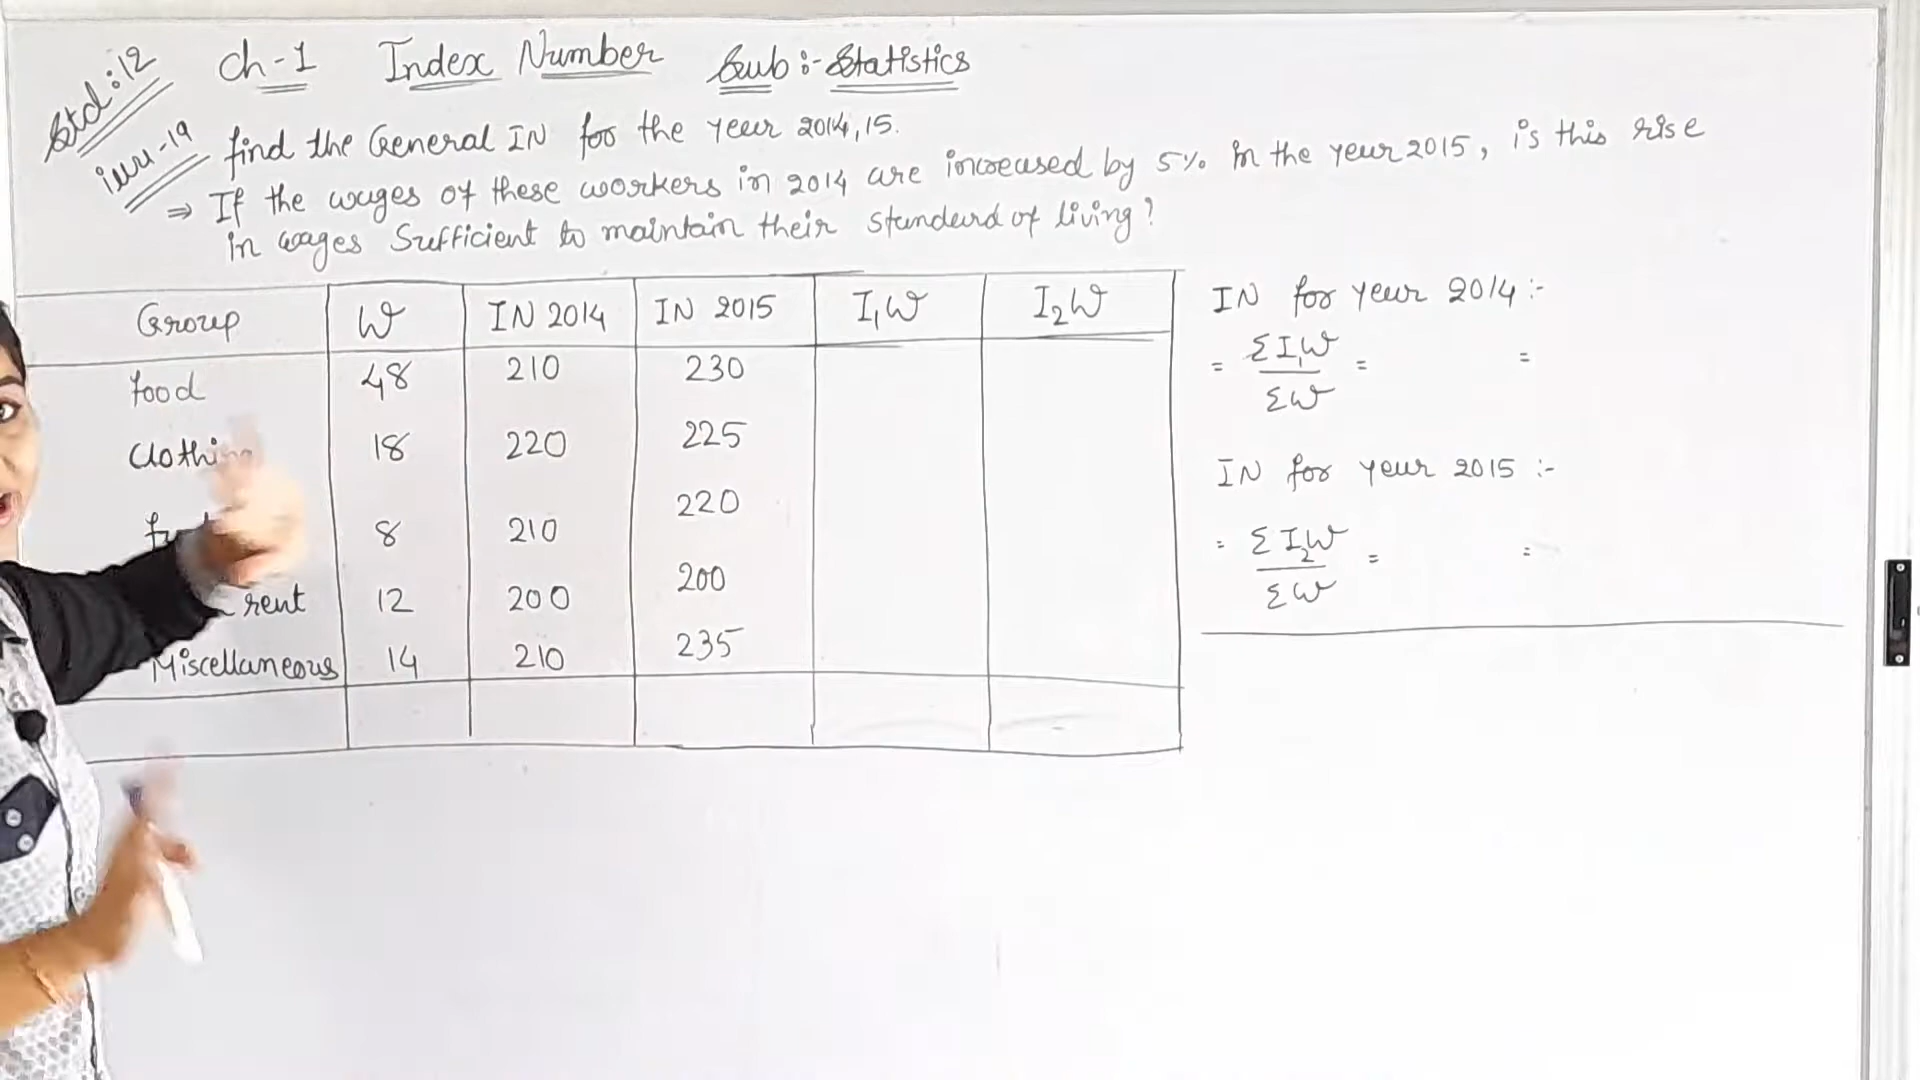 Std:12
Ch-1 Index Number Sub:-Statistics
illu-19
find the General IN for the year 2014,15.
⇒ If the wages of these workers in 2014 are increased by 5% in the year 2015, is this rise
in wages Sufficient to maintain their standard of living?
Group W IN 2014 IN 2015 I₁W I₂W
food 48 210 230
Clothing 18 220 225
8 210 220
rent 12 200 200
Miscellaneous 14 210 235
IN for year 2014:-
= ΣI₁W / ΣW = =
IN for year 2015:-
= ΣI₂W / ΣW = =